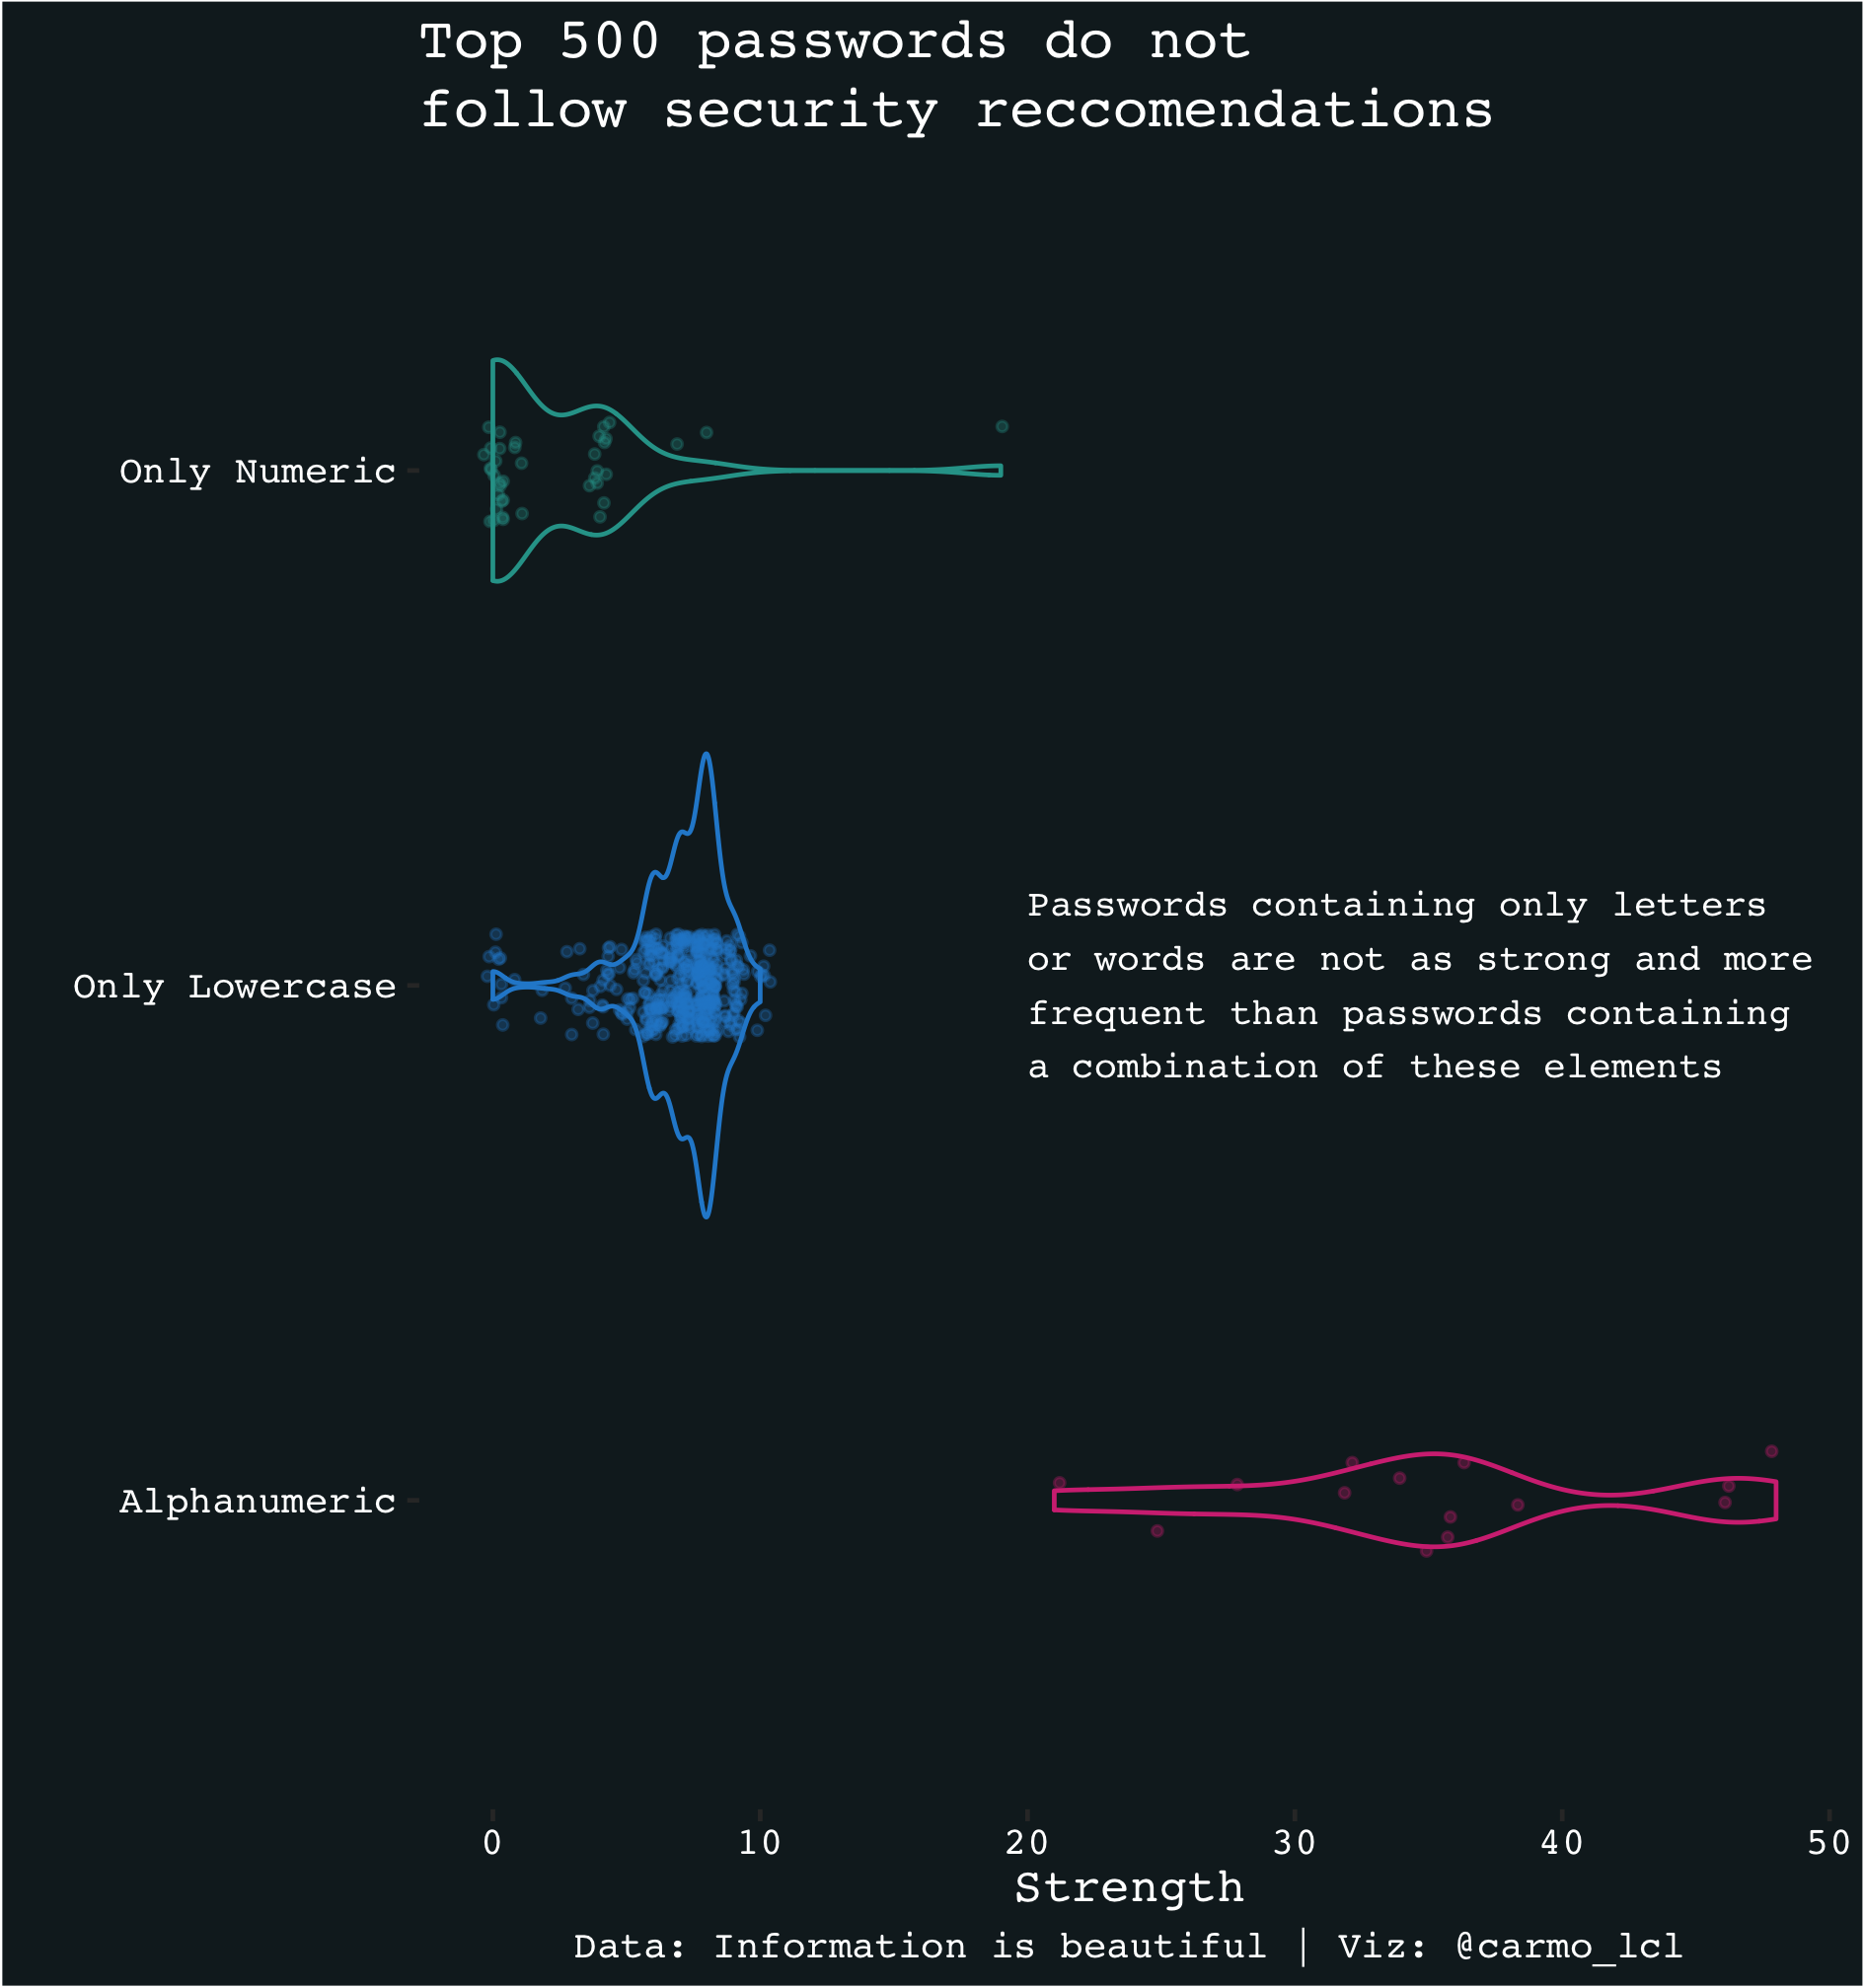 Top 500 passwords do not
follow security reccomendations
Only Numeric
Only Lowercase
Passwords containing only letters
or words are not as strong and more
frequent than passwords containing
a combination of these elements
Alphanumeric
0 10 20 30 40 50
Strength
Data: Information is beautiful | Viz: @carmo_lcl